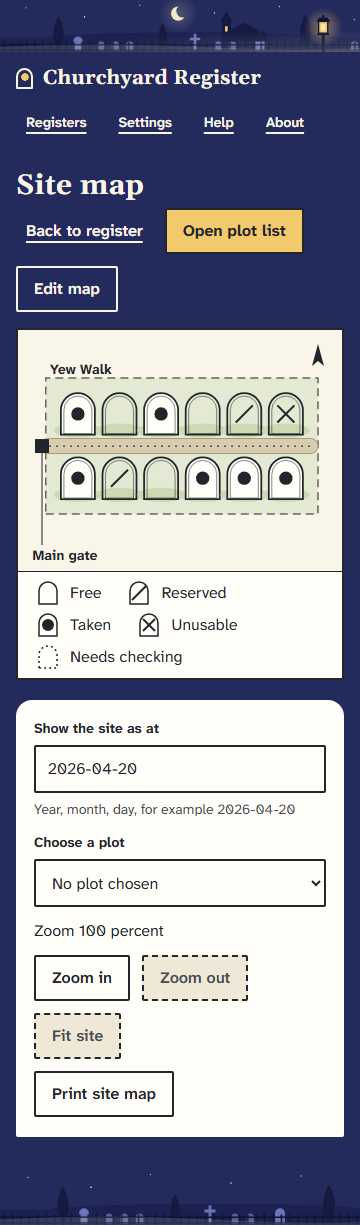 Churchyard Register
Registers Settings Help About
Site map
Back to register Open plot list
Edit map
Yew Walk
Main gate
Free Reserved
Taken Unusable
Needs checking
Show the site as at
2026-04-20
Year, month, day, for example 2026-04-20
Choose a plot
No plot chosen
Zoom 100 percent
Zoom in Zoom out
Fit site
Print site map